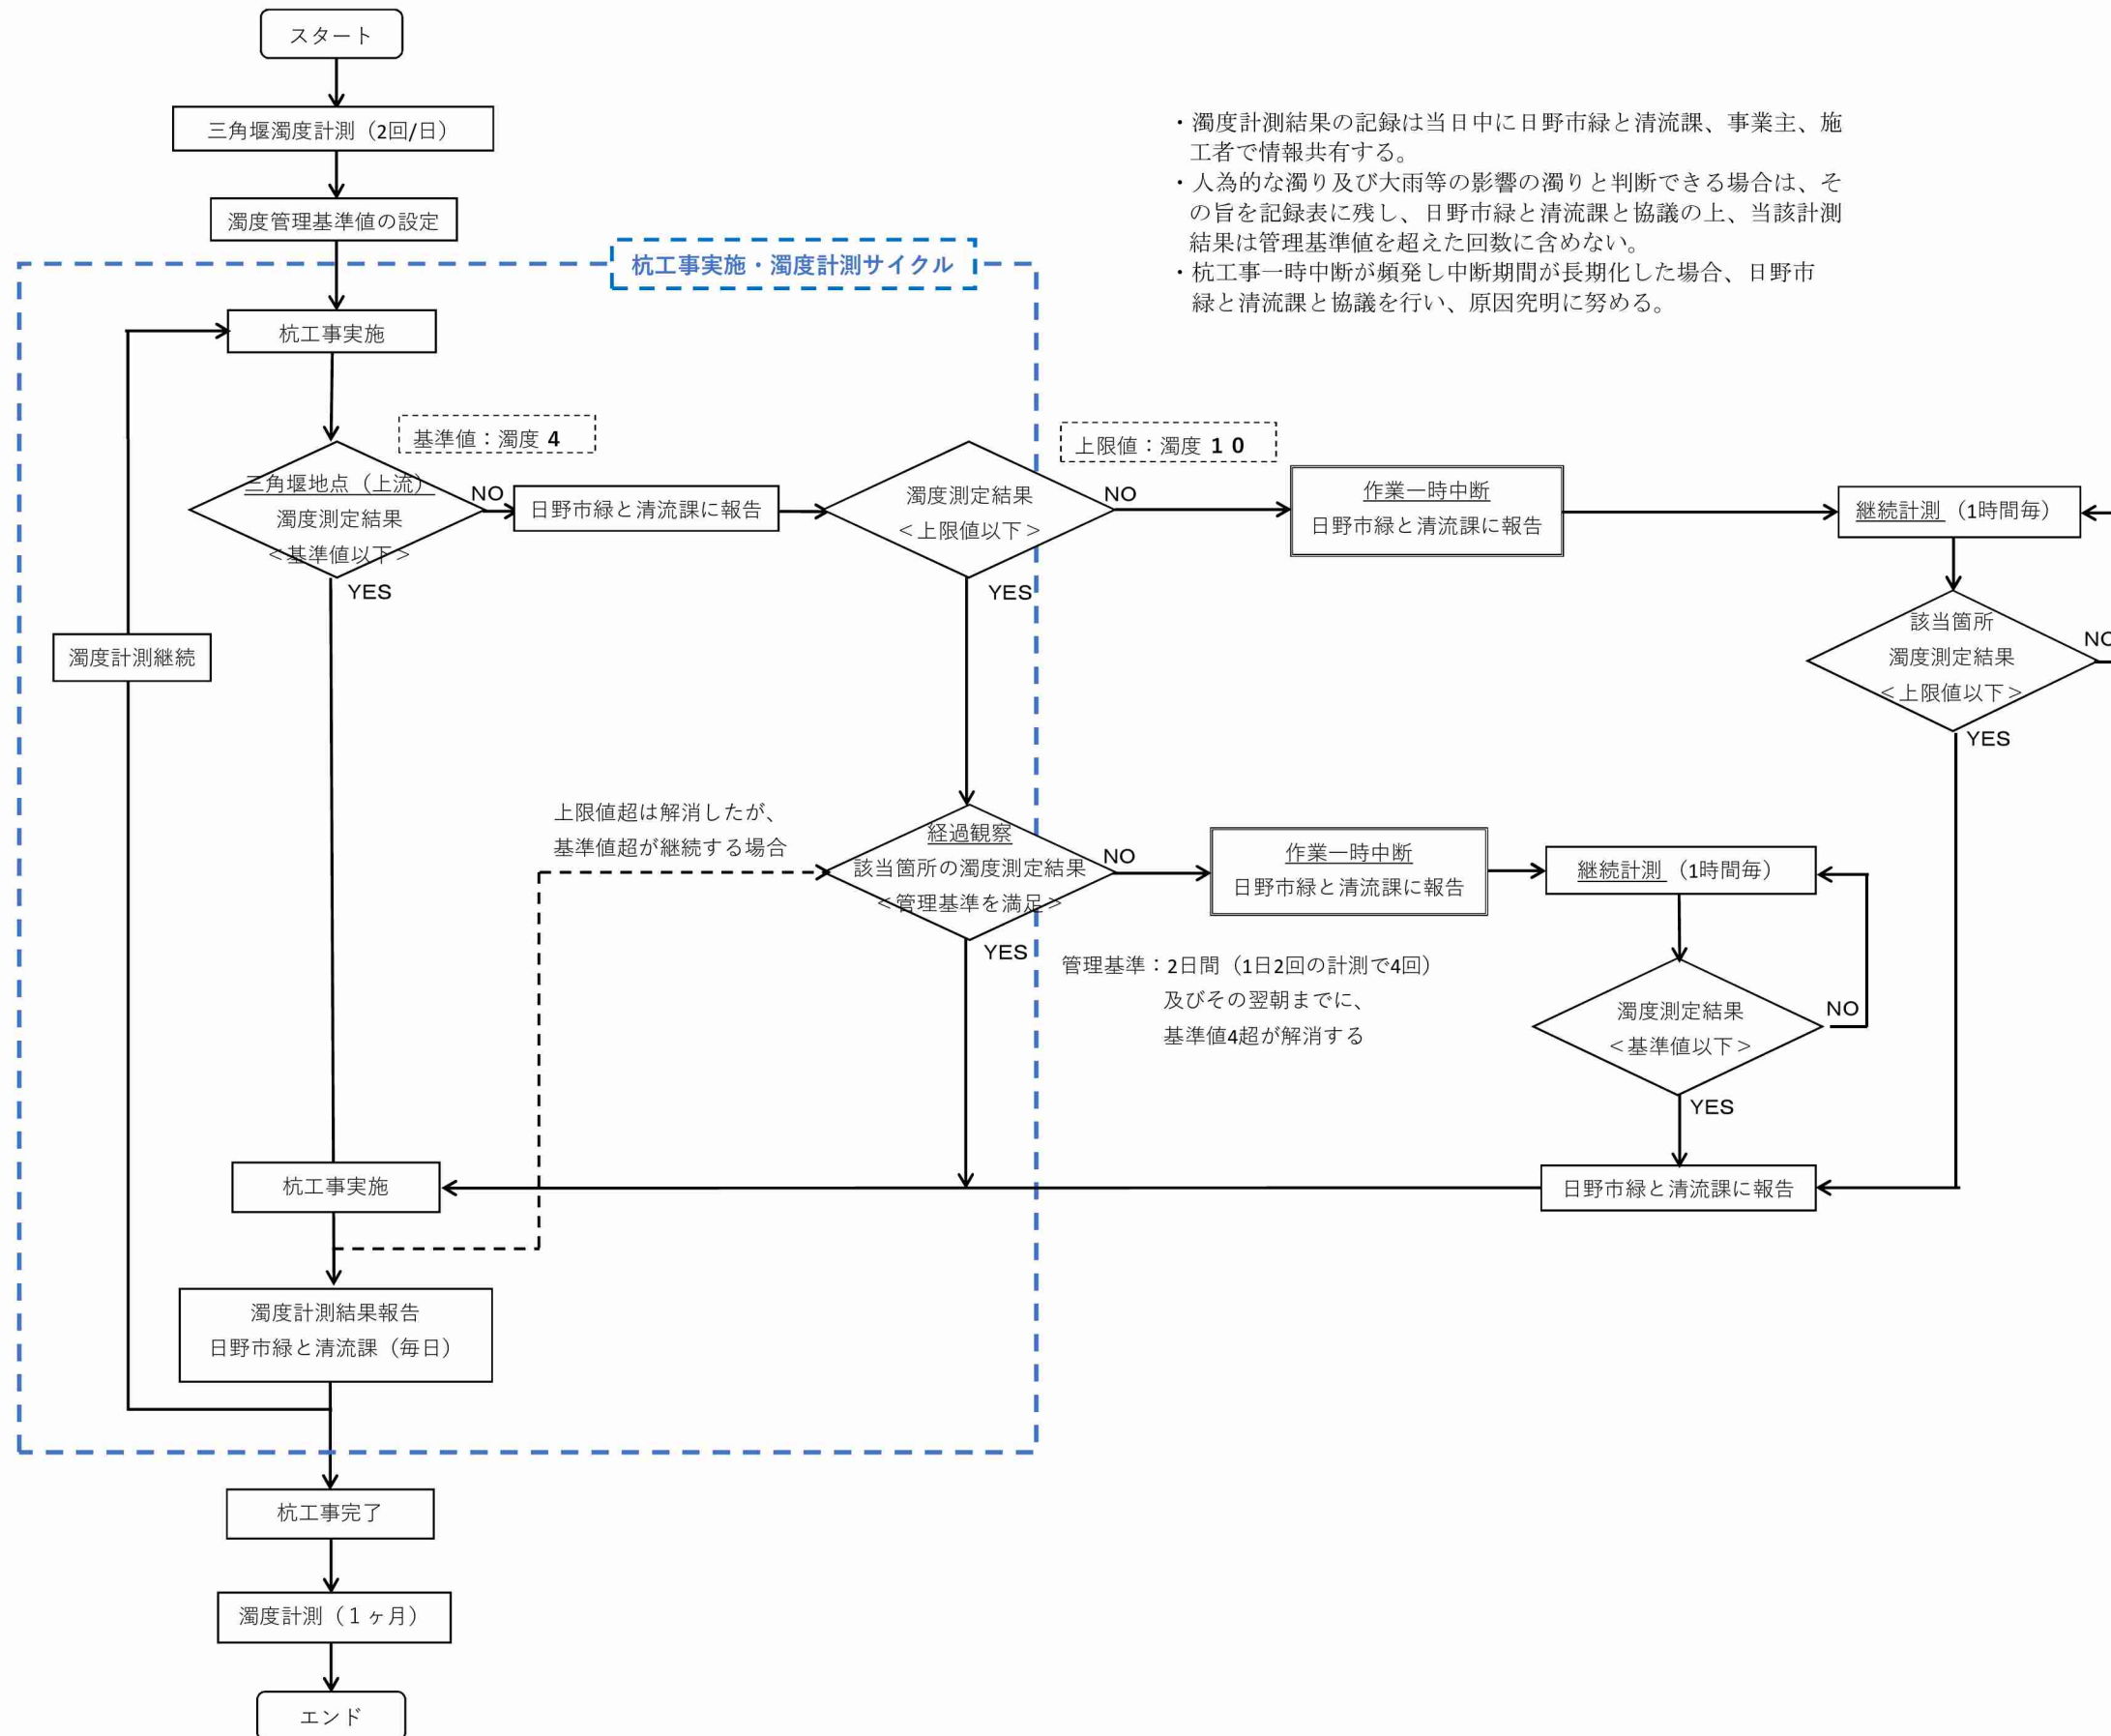 スタート
三角堰濁度計測（2回/日）
濁度管理基準値の設定
・濁度計測結果の記録は当日中に日野市緑と清流課、事業主、施
工者で情報共有する。
・人為的な濁り及び大雨等の影響の濁りと判断できる場合は、そ
の旨を記録表に残し、日野市緑と清流課と協議の上、当該計測
結果は管理基準値を超えた回数に含めない。
・杭工事一時中断が頻発し中断期間が長期化した場合、日野市
緑と清流課と協議を行い、原因究明に努める。
杭工事実施・濁度計測サイクル
杭工事実施
基準値：濁度 4
三角堰地点（上流）
濁度測定結果
＜基準値以下＞
NO
YES
日野市緑と清流課に報告
濁度測定結果
＜上限値以下＞
NO
YES
上限値：濁度 １０
作業一時中断
日野市緑と清流課に報告
継続計測（1時間毎）
該当箇所
濁度測定結果
＜上限値以下＞
NO
YES
濁度計測継続
上限値超は解消したが、
基準値超が継続する場合
経過観察
該当箇所の濁度測定結果
＜管理基準を満足＞
NO
YES
作業一時中断
日野市緑と清流課に報告
継続計測（1時間毎）
管理基準：2日間（1日2回の計測で4回）
及びその翌朝までに、
基準値4超が解消する
濁度測定結果
＜基準値以下＞
NO
YES
杭工事実施
日野市緑と清流課に報告
濁度計測結果報告
日野市緑と清流課（毎日）
杭工事完了
濁度計測（１ヶ月）
エンド